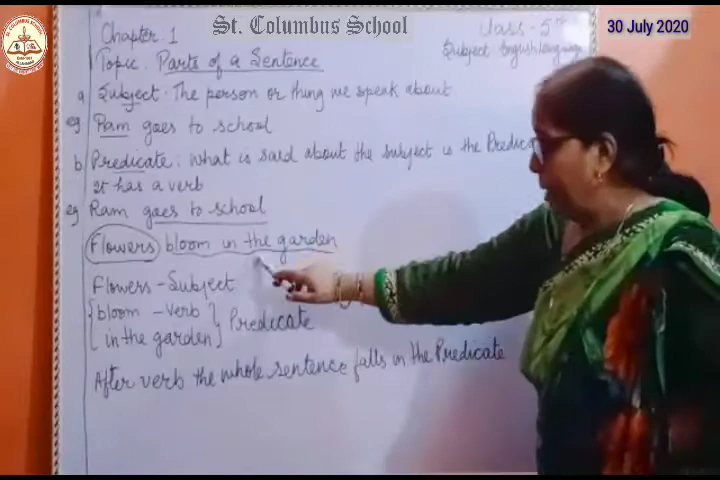 St. Columbus School
30 July 2020
Chapter 1
Class - 5th
Subject English language
Topic. Parts of a Sentence
a Subject. The person or thing we speak about
eg Ram goes to school
b Predicate: What is said about the subject is the Predica
It has a verb
eg Ram goes to school
Flowers bloom in the garden
Flowers - Subject
bloom - verb
in the garden
Predicate
After verb the whole sentence falls in the Predicate